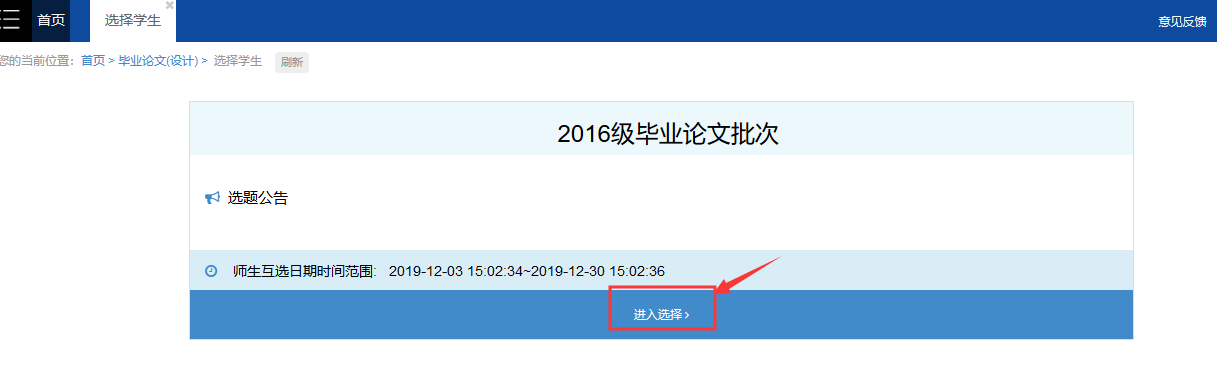 首页 选择学生 意见反馈
您的当前位置：首页 > 毕业论文(设计) > 选择学生 刷新
2016级毕业论文批次
选题公告
师生互选日期时间范围: 2019-12-03 15:02:34~2019-12-30 15:02:36
进入选择 >